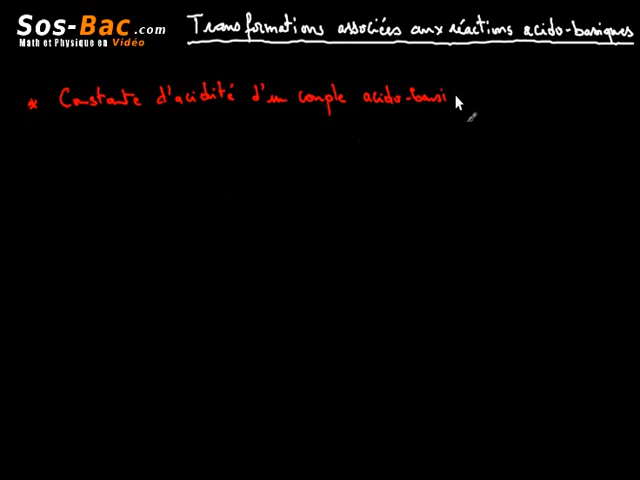 Sos-Bac.com
Math et Physique en Vidéo
Transformations associées aux réactions acido-basiques
* Constante d'acidité d'un couple acido-basi